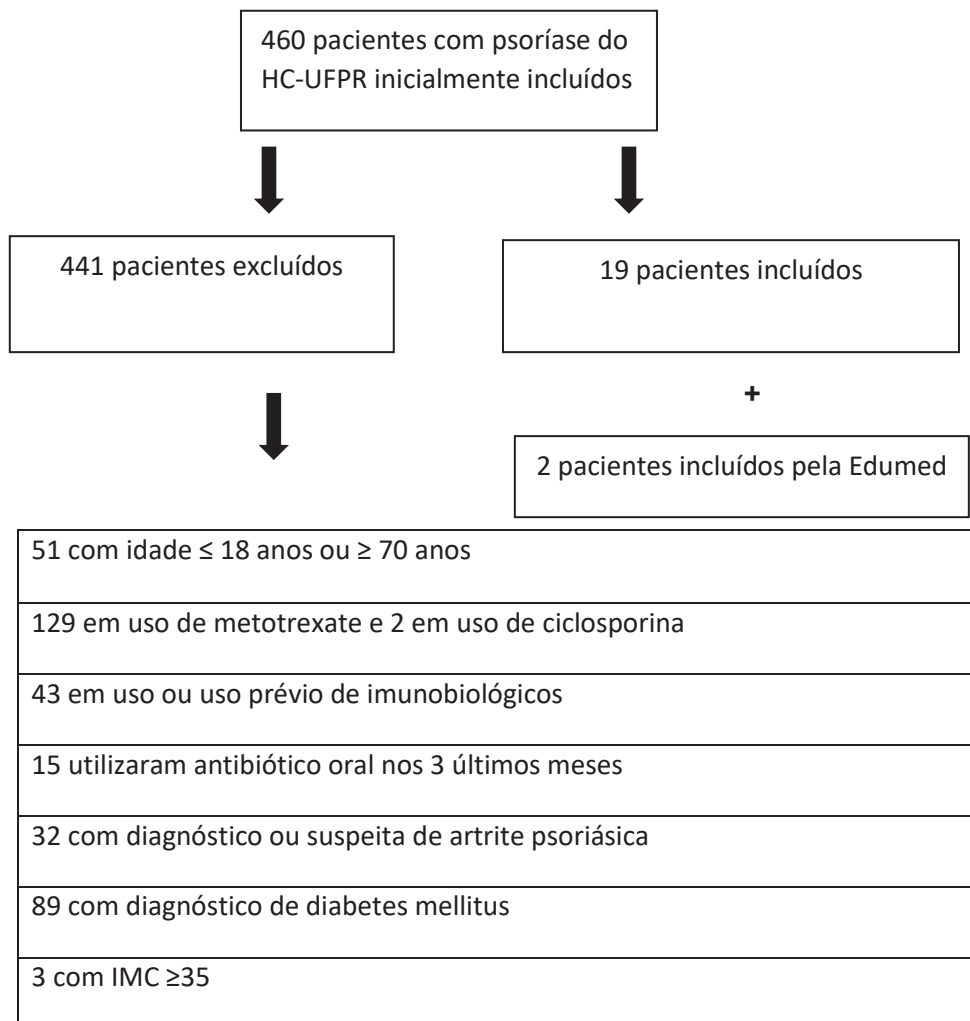 460 pacientes com psoríase do
HC-UFPR inicialmente incluídos
441 pacientes excluídos
19 pacientes incluídos
+
2 pacientes incluídos pela Edumed
51 com idade ≤ 18 anos ou ≥ 70 anos
129 em uso de metotrexate e 2 em uso de ciclosporina
43 em uso ou uso prévio de imunobiológicos
15 utilizaram antibiótico oral nos 3 últimos meses
32 com diagnóstico ou suspeita de artrite psoriásica
89 com diagnóstico de diabetes mellitus
3 com IMC ≥35